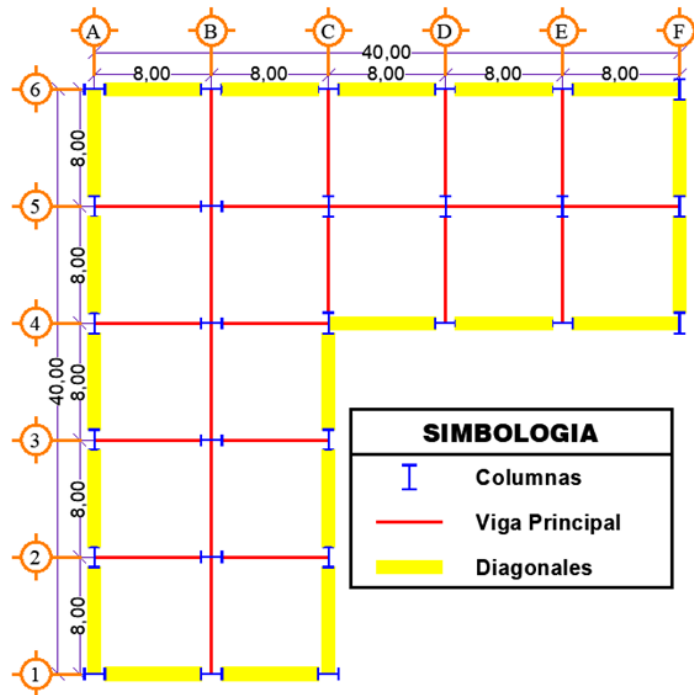 A B C D E F
40,00
8,00 8,00 8,00 8,00 8,00
6
8,00
5
8,00
4
40,00
8,00
3
8,00
2
8,00
1
SIMBOLOGIA
Columnas
Viga Principal
Diagonales